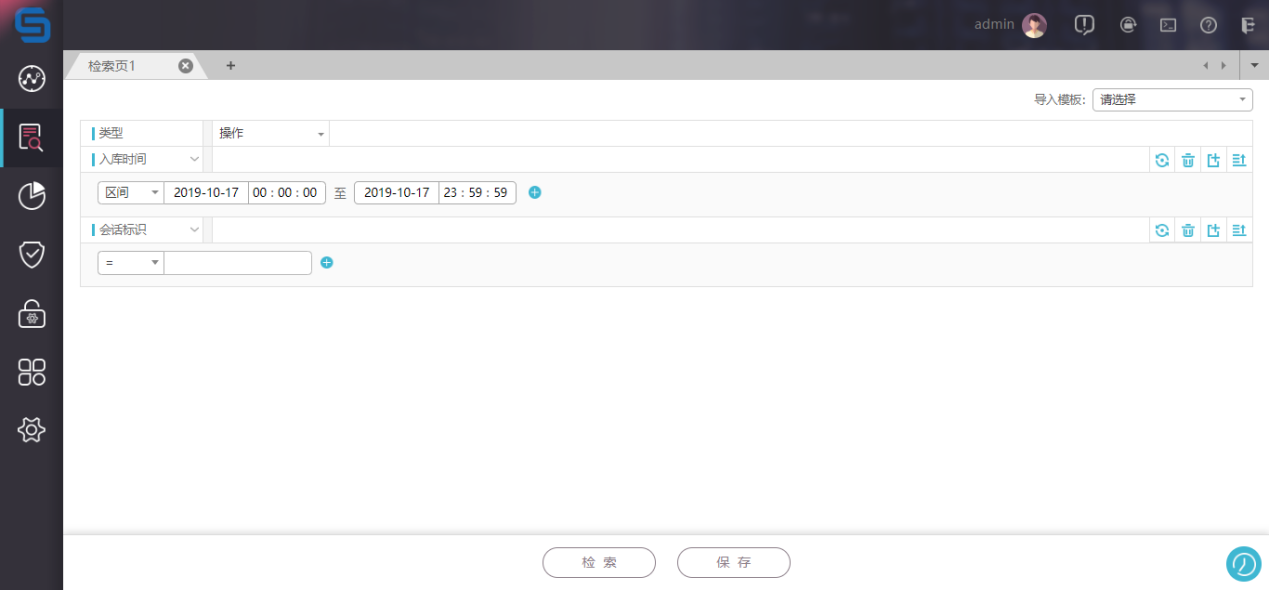 admin
检索页1
导入模板: 请选择
类型 操作
入库时间
区间 2019-10-17 00 : 00 : 00 至 2019-10-17 23 : 59 : 59
会话标识
=
检 索 保 存